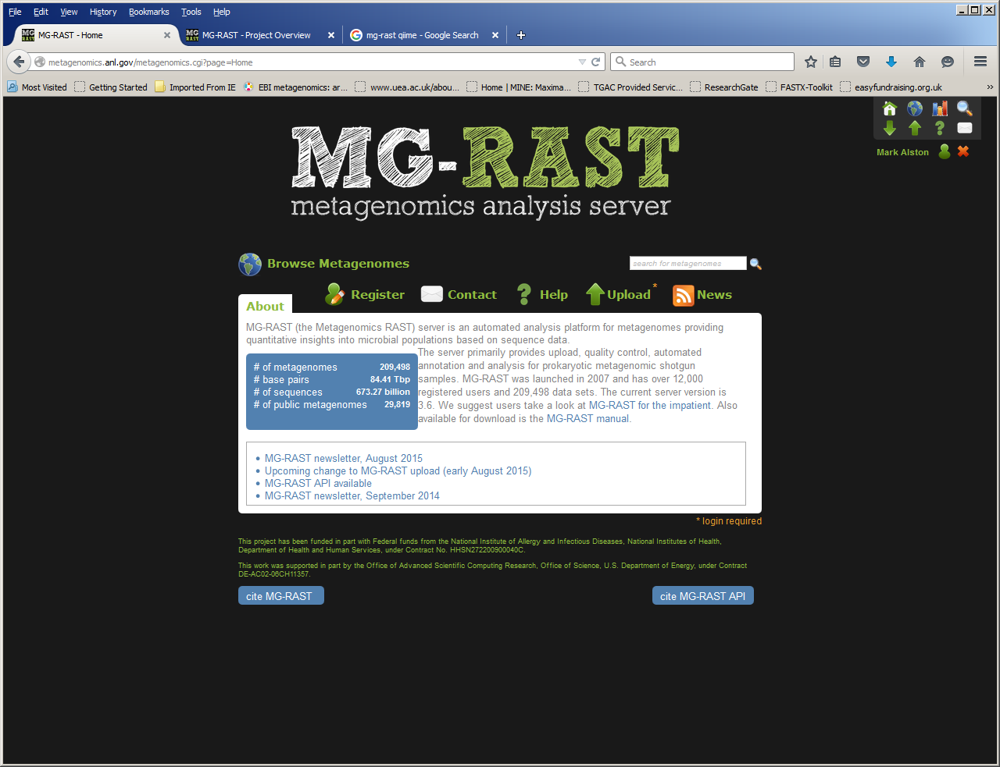 File Edit View History Bookmarks Tools Help
MG-RAST - Home
MG-RAST - Project Overview
mg-rast qiime - Google Search
metagenomics.anl.gov/metagenomics.cgi?page=Home
Search
Most Visited Getting Started Imported From IE EBI metagenomics: ar... www.uea.ac.uk/abou... Home | MINE: Maxima... TGAC Provided Servic... ResearchGate FASTX-Toolkit easyfundraising.org.uk
Mark Alston
MG-RAST
metagenomics analysis server
Browse Metagenomes
search for metagenomes
About
Register
Contact
Help
Upload*
News
MG-RAST (the Metagenomics RAST) server is an automated analysis platform for metagenomes providing
quantitative insights into microbial populations based on sequence data.
# of metagenomes 209,498
# base pairs 84.41 Tbp
# of sequences 673.27 billion
# of public metagenomes 29,819
The server primarily provides upload, quality control, automated
annotation and analysis for prokaryotic metagenomic shotgun
samples. MG-RAST was launched in 2007 and has over 12,000
registered users and 209,498 data sets. The current server version is
3.6. We suggest users take a look at MG-RAST for the impatient. Also
available for download is the MG-RAST manual.
• MG-RAST newsletter, August 2015
• Upcoming change to MG-RAST upload (early August 2015)
• MG-RAST API available
• MG-RAST newsletter, September 2014
* login required
This project has been funded in part with Federal funds from the National Institute of Allergy and Infectious Diseases, National Institutes of Health,
Department of Health and Human Services, under Contract No. HHSN272200900040C.
This work was supported in part by the Office of Advanced Scientific Computing Research, Office of Science, U.S. Department of Energy, under Contract
DE-AC02-06CH11357.
cite MG-RAST
cite MG-RAST API